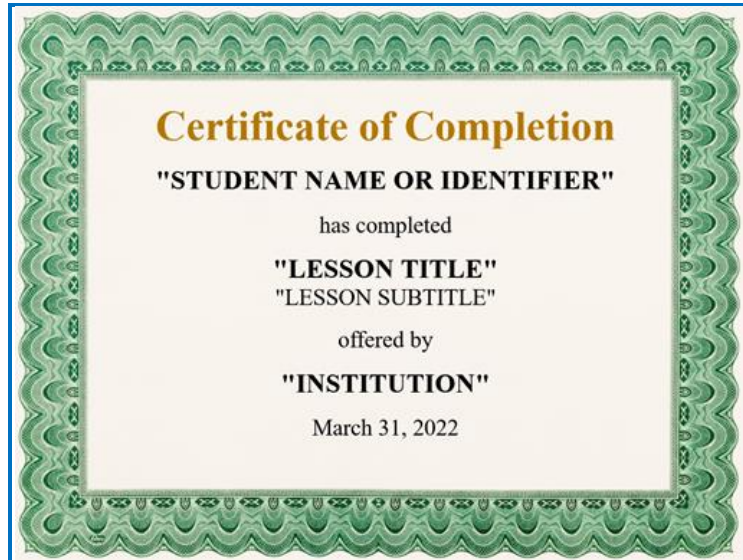 Certificate of Completion
"STUDENT NAME OR IDENTIFIER"
has completed
"LESSON TITLE"
"LESSON SUBTITLE"
offered by
"INSTITUTION"
March 31, 2022